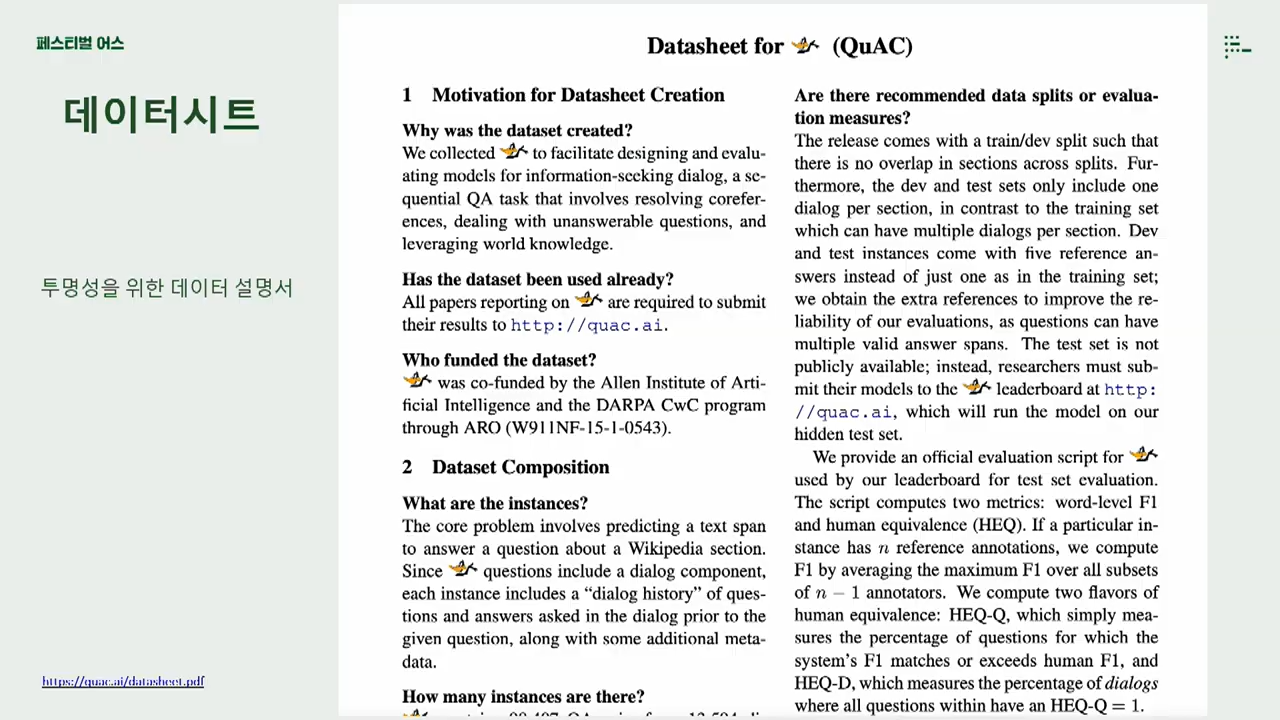 페스티벌 어스
데이터시트
투명성을 위한 데이터 설명서
https://quac.ai/datasheet.pdf
Datasheet for (QuAC)
1 Motivation for Datasheet Creation
Why was the dataset created?
We collected to facilitate designing and evalu-
ating models for information-seeking dialog, a se-
quential QA task that involves resolving corefer-
ences, dealing with unanswerable questions, and
leveraging world knowledge.
Has the dataset been used already?
All papers reporting on are required to submit
their results to http://quac.ai.
Who funded the dataset?
was co-funded by the Allen Institute of Arti-
ficial Intelligence and the DARPA CwC program
through ARO (W911NF-15-1-0543).
2 Dataset Composition
What are the instances?
The core problem involves predicting a text span
to answer a question about a Wikipedia section.
Since questions include a dialog component,
each instance includes a “dialog history” of ques-
tions and answers asked in the dialog prior to the
given question, along with some additional meta-
data.
How many instances are there?
Are there recommended data splits or evalua-
tion measures?
The release comes with a train/dev split such that
there is no overlap in sections across splits. Fur-
thermore, the dev and test sets only include one
dialog per section, in contrast to the training set
which can have multiple dialogs per section. Dev
and test instances come with five reference an-
swers instead of just one as in the training set;
we obtain the extra references to improve the re-
liability of our evaluations, as questions can have
multiple valid answer spans. The test set is not
publicly available; instead, researchers must sub-
mit their models to the leaderboard at http:
//quac.ai, which will run the model on our
hidden test set.
We provide an official evaluation script for
used by our leaderboard for test set evaluation.
The script computes two metrics: word-level F1
and human equivalence (HEQ). If a particular in-
stance has n reference annotations, we compute
F1 by averaging the maximum F1 over all subsets
of n − 1 annotators. We compute two flavors of
human equivalence: HEQ-Q, which simply mea-
sures the percentage of questions for which the
system’s F1 matches or exceeds human F1, and
HEQ-D, which measures the percentage of dialogs
where all questions within have an HEQ-Q = 1.